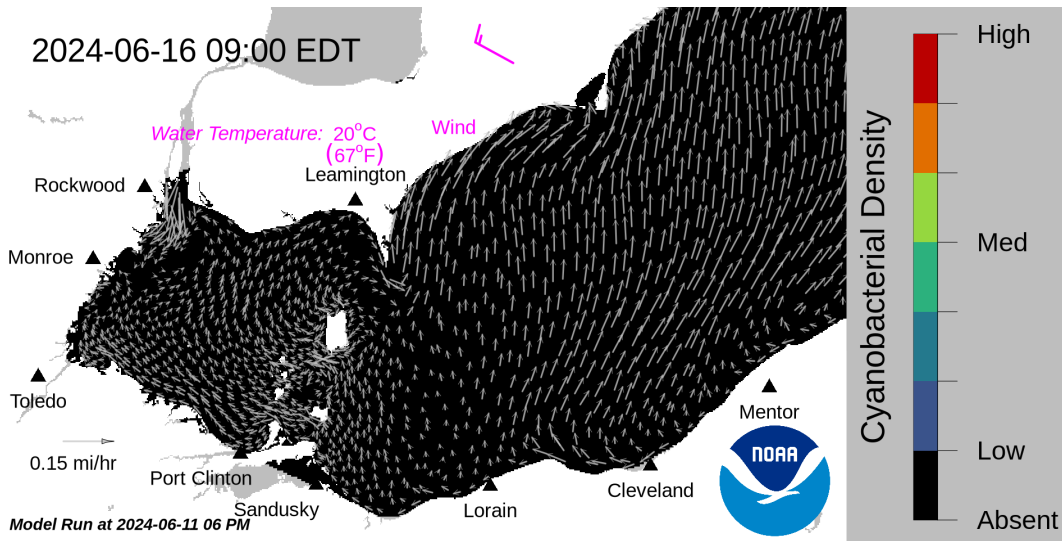 2024-06-16 09:00 EDT
Water Temperature: 20°C
(67°F)
Wind
Leamington
Rockwood
Monroe
Toledo
0.15 mi/hr
Port Clinton
Sandusky
Lorain
Cleveland
Mentor
NOAA
Model Run at 2024-06-11 06 PM
Cyanobacterial Density
High
Med
Low
Absent